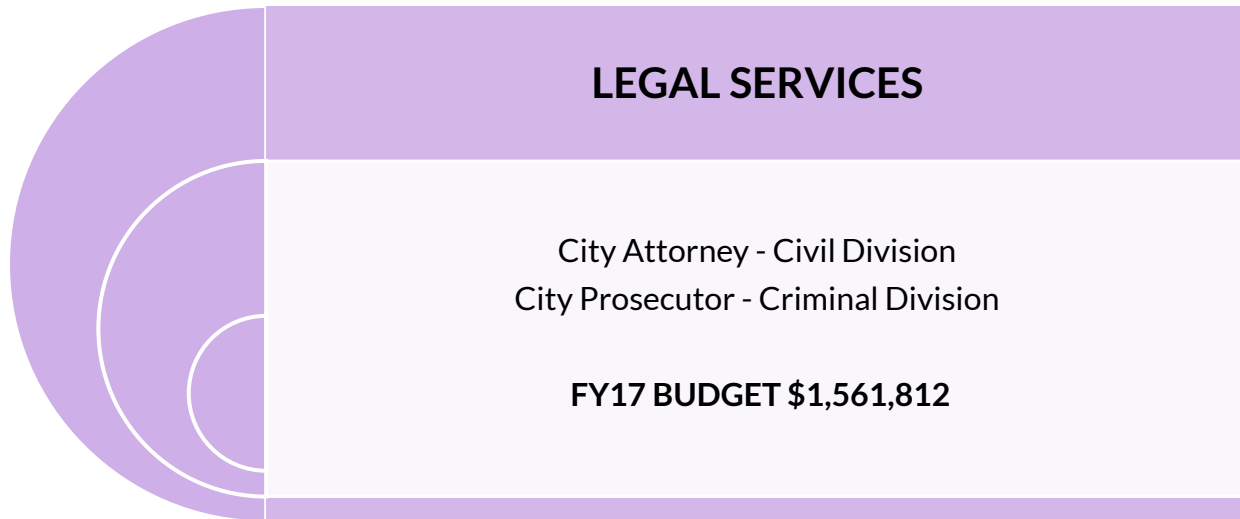 LEGAL SERVICES
City Attorney - Civil Division
City Prosecutor - Criminal Division
FY17 BUDGET $1,561,812